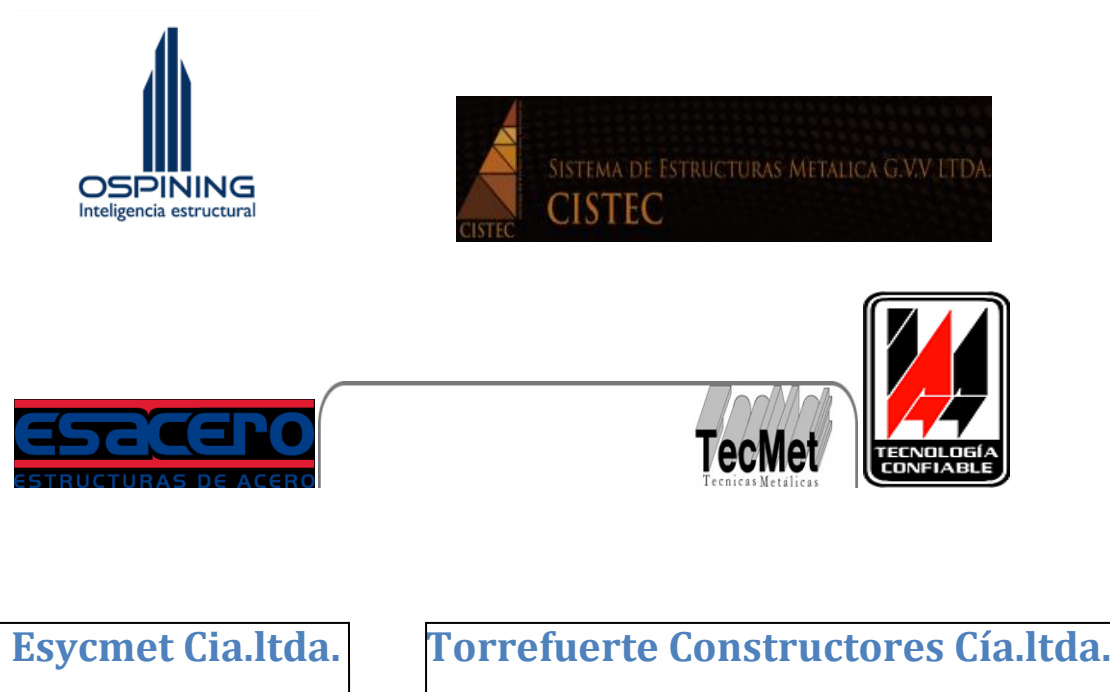 OSPINING
Inteligencia estructural
SISTEMA DE ESTRUCTURAS METALICA G.V.V LTDA.
CISTEC
CISTEC
ESACERO
ESTRUCTURAS DE ACERO
TecMet
Tecnicas Metálicas
TECNOLOGÍA
CONFIABLE
Esycmet Cia.ltda.
Torrefuerte Constructores Cía.ltda.